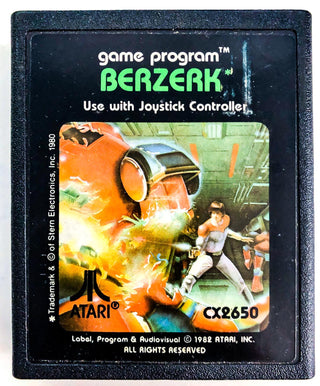 game program™
BERZERK*
Use with Joystick Controller
* Trademark & © of Stern Electronics, Inc. 1980
ATARI®
CX2650
Label, Program & Audiovisual © 1982 ATARI, INC.
ALL RIGHTS RESERVED